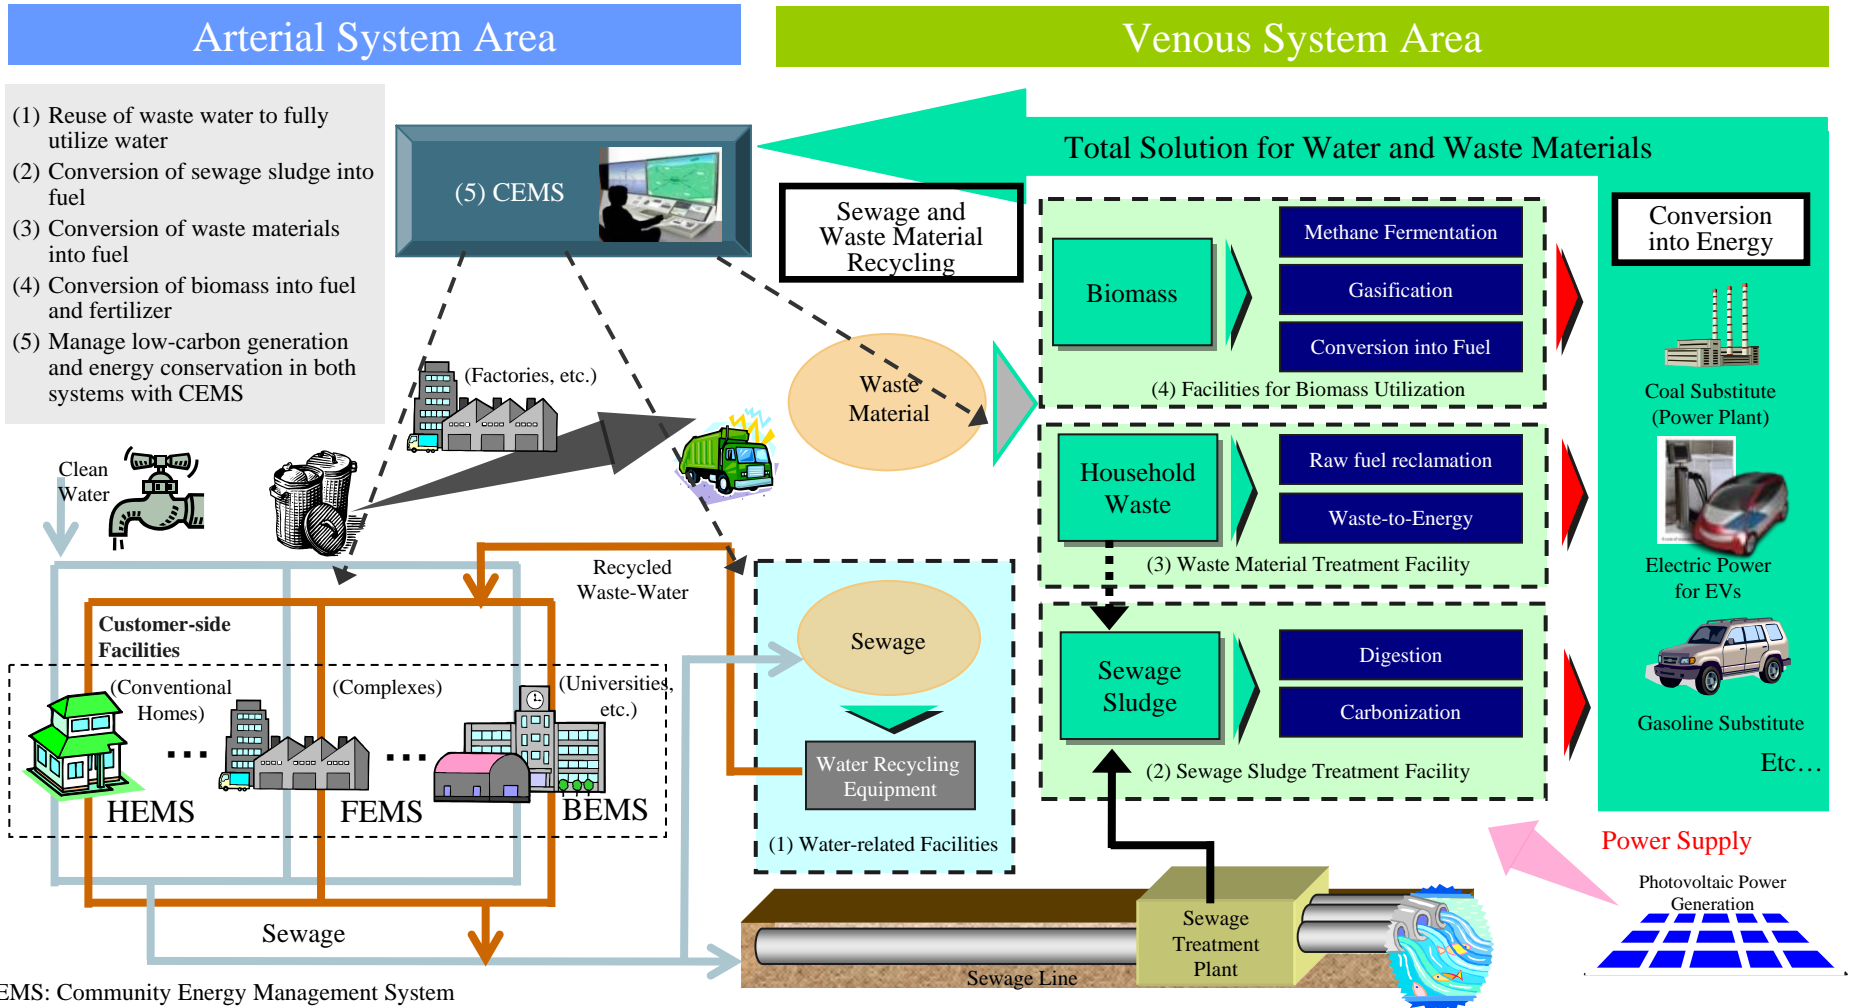 Arterial System Area
Venous System Area
(1) Reuse of waste water to fully
utilize water
(2) Conversion of sewage sludge into
fuel
(3) Conversion of waste materials
into fuel
(4) Conversion of biomass into fuel
and fertilizer
(5) Manage low-carbon generation
and energy conservation in both
systems with CEMS
(5) CEMS
Total Solution for Water and Waste Materials
Sewage and
Waste Material
Recycling
Conversion
into Energy
Biomass
Methane Fermentation
Gasification
Conversion into Fuel
(4) Facilities for Biomass Utilization
Coal Substitute
(Power Plant)
(Factories, etc.)
Waste
Material
Clean
Water
Household
Waste
Raw fuel reclamation
Waste-to-Energy
(3) Waste Material Treatment Facility
Electric Power
for EVs
Recycled
Waste-Water
Customer-side
Facilities
(Conventional
Homes)
(Complexes)
(Universities,
etc.)
HEMS
FEMS
BEMS
Sewage
Water Recycling
Equipment
(1) Water-related Facilities
Sewage
Sludge
Digestion
Carbonization
(2) Sewage Sludge Treatment Facility
Gasoline Substitute
Etc…
Power Supply
Photovoltaic Power
Generation
Sewage
Sewage
Treatment
Plant
Sewage Line
EMS: Community Energy Management System